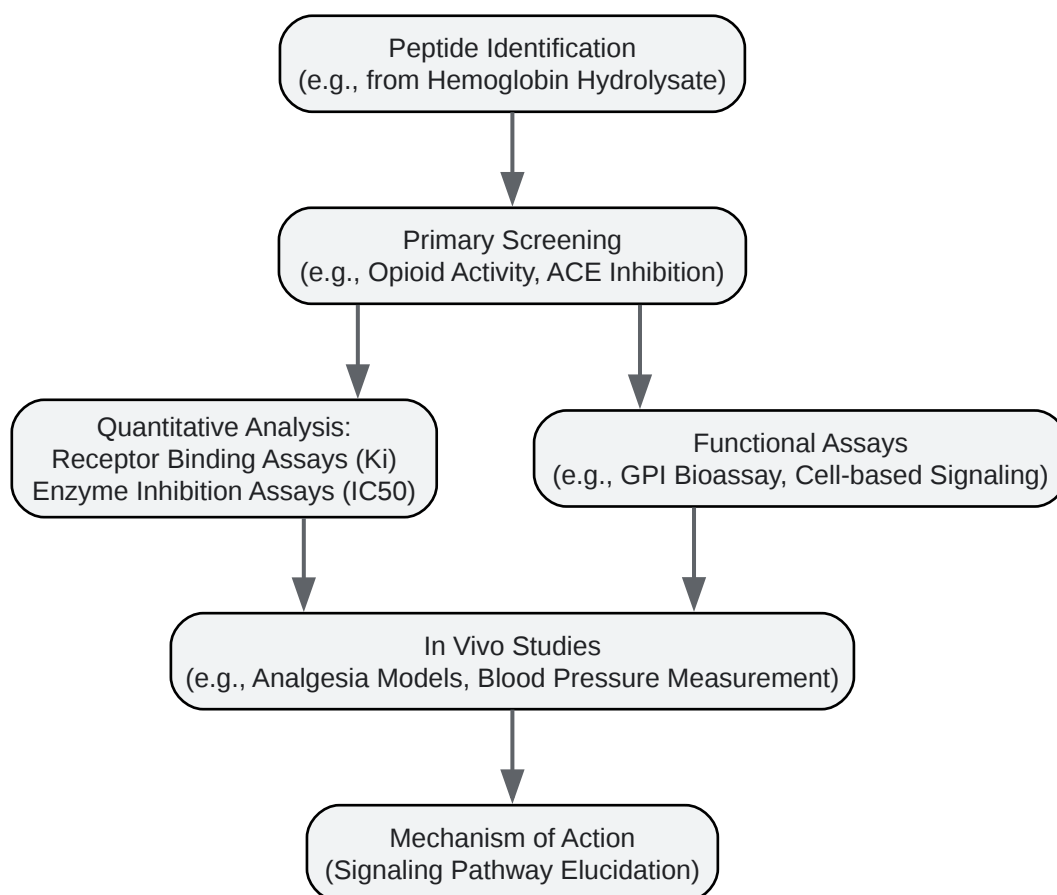 Peptide Identification
(e.g., from Hemoglobin Hydrolysate)
Primary Screening
(e.g., Opioid Activity, ACE Inhibition)
Quantitative Analysis:
Receptor Binding Assays (Ki)
Enzyme Inhibition Assays (IC50)
Functional Assays
(e.g., GPI Bioassay, Cell-based Signaling)
In Vivo Studies
(e.g., Analgesia Models, Blood Pressure Measurement)
Mechanism of Action
(Signaling Pathway Elucidation)